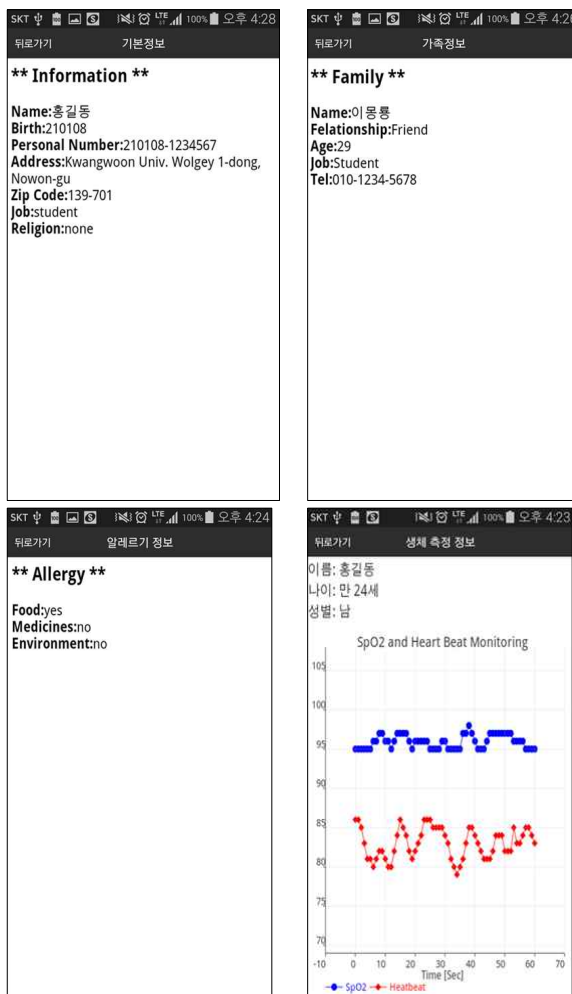 SKT LTE 100% 오후 4:28
뒤로가기 기본정보
** Information **
Name:홍길동
Birth:210108
Personal Number:210108-1234567
Address:Kwangwoon Univ. Wolgey 1-dong,
Nowon-gu
Zip Code:139-701
Job:student
Religion:none
SKT LTE 100% 오후 4:26
뒤로가기 가족정보
** Family **
Name:이몽룡
Felationship:Friend
Age:29
Job:Student
Tel:010-1234-5678
SKT LTE 100% 오후 4:24
뒤로가기 알레르기 정보
** Allergy **
Food:yes
Medicines:no
Environment:no
SKT LTE 100% 오후 4:23
뒤로가기 생체 측정 정보
이름: 홍길동
나이: 만 24세
성별: 남
SpO2 and Heart Beat Monitoring
105
100
95
90
85
80
75
70
-10 0 10 20 30 40 50 60 70
Time [Sec]
SpO2 Heatbeat